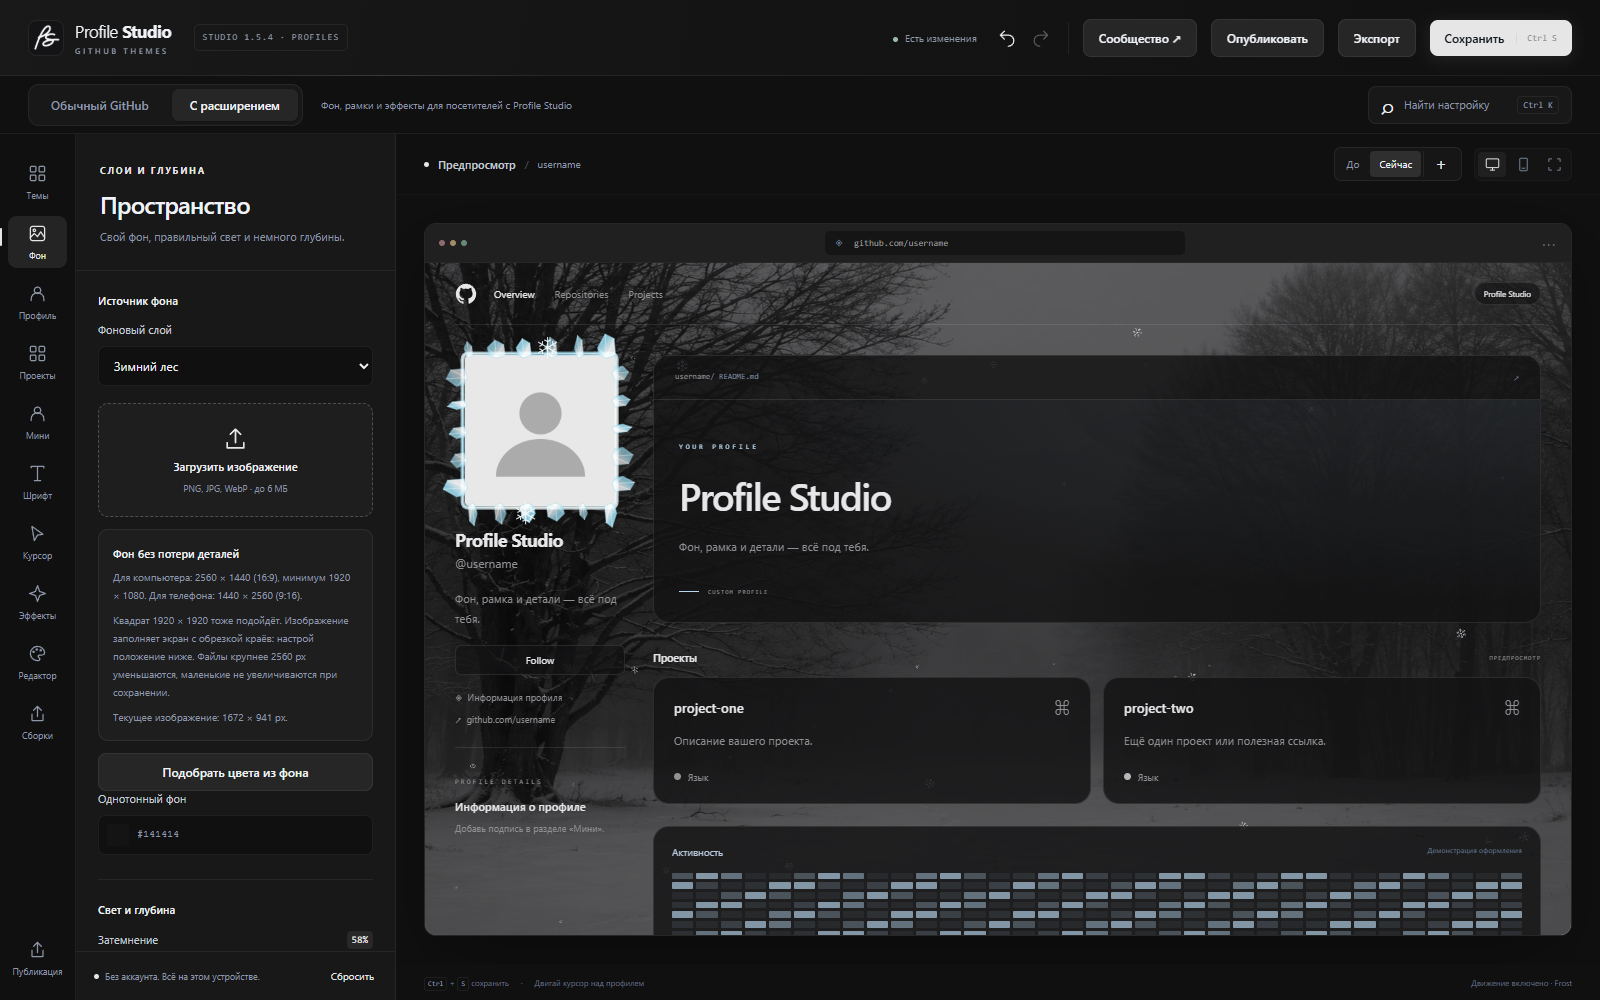 Profile Studio
GITHUB THEMES
STUDIO 1.5.4 · PROFILES
Есть изменения
Сообщество ↗
Опубликовать
Экспорт
Сохранить Ctrl S
Обычный GitHub
С расширением
Фон, рамки и эффекты для посетителей с Profile Studio
Найти настройку Ctrl K
Темы
Фон
Профиль
Проекты
Мини
Шрифт
Курсор
Эффекты
Редактор
Сборки
Публикация
СЛОИ И ГЛУБИНА
Пространство
Свой фон, правильный свет и немного глубины.
Источник фона
Фоновый слой
Зимний лес
Загрузить изображение
PNG, JPG, WebP · до 6 МБ
Фон без потери деталей
Для компьютера: 2560 × 1440 (16:9), минимум 1920
× 1080. Для телефона: 1440 × 2560 (9:16).
Квадрат 1920 × 1920 тоже подойдёт. Изображение
заполняет экран с обрезкой краёв: настрой
положение ниже. Файлы крупнее 2560 px
уменьшаются, маленькие не увеличиваются при
сохранении.
Текущее изображение: 1672 × 941 px.
Подобрать цвета из фона
Однотонный фон
#141414
Свет и глубина
Затемнение 58%
Без аккаунта. Всё на этом устройстве.
Сбросить
Предпросмотр / username
До
Сейчас
+
github.com/username
Overview
Repositories
Projects
Profile Studio
Profile Studio
@username
Фон, рамка и детали — всё под
тебя.
Follow
Информация профиля
↗ github.com/username
PROFILE DETAILS
Информация о профиле
Добавь подпись в разделе «Мини».
username/ README.md
↗
YOUR PROFILE
Profile Studio
Фон, рамка и детали — всё под тебя.
CUSTOM PROFILE
Проекты
ПРЕДПРОСМОТР
project-one
⌘
Описание вашего проекта.
Язык
project-two
⌘
Ещё один проект или полезная ссылка.
Язык
Активность
Демонстрация оформления
Ctrl + S сохранить · Двигай курсор над профилем
Движение включено · Frost